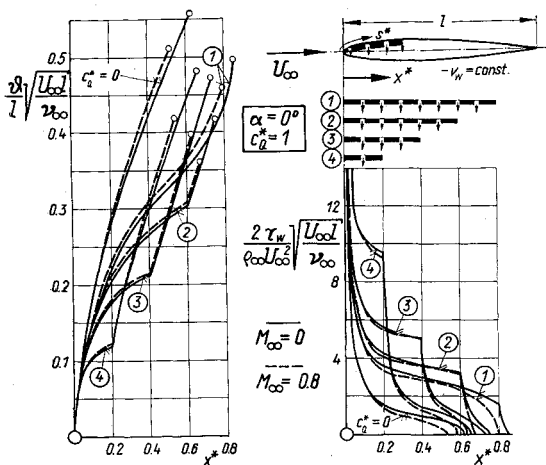 ϑ/l √(U∞l/ν∞)
0.5
0.4
0.3
0.2
0.1
0.2 0.4 0.6 0.8
x*
c*Q = 0
①
②
③
④
l
s*
U∞
x*
-vw = const.
①
②
③
④
α = 0°
c*Q = 1
2τw/ρ∞U∞² √(U∞l/ν∞)
12
8
4
④
③
②
①
c*Q = 0
0.2 0.4 0.6 0.8
x*
M∞ = 0
M∞ = 0.8